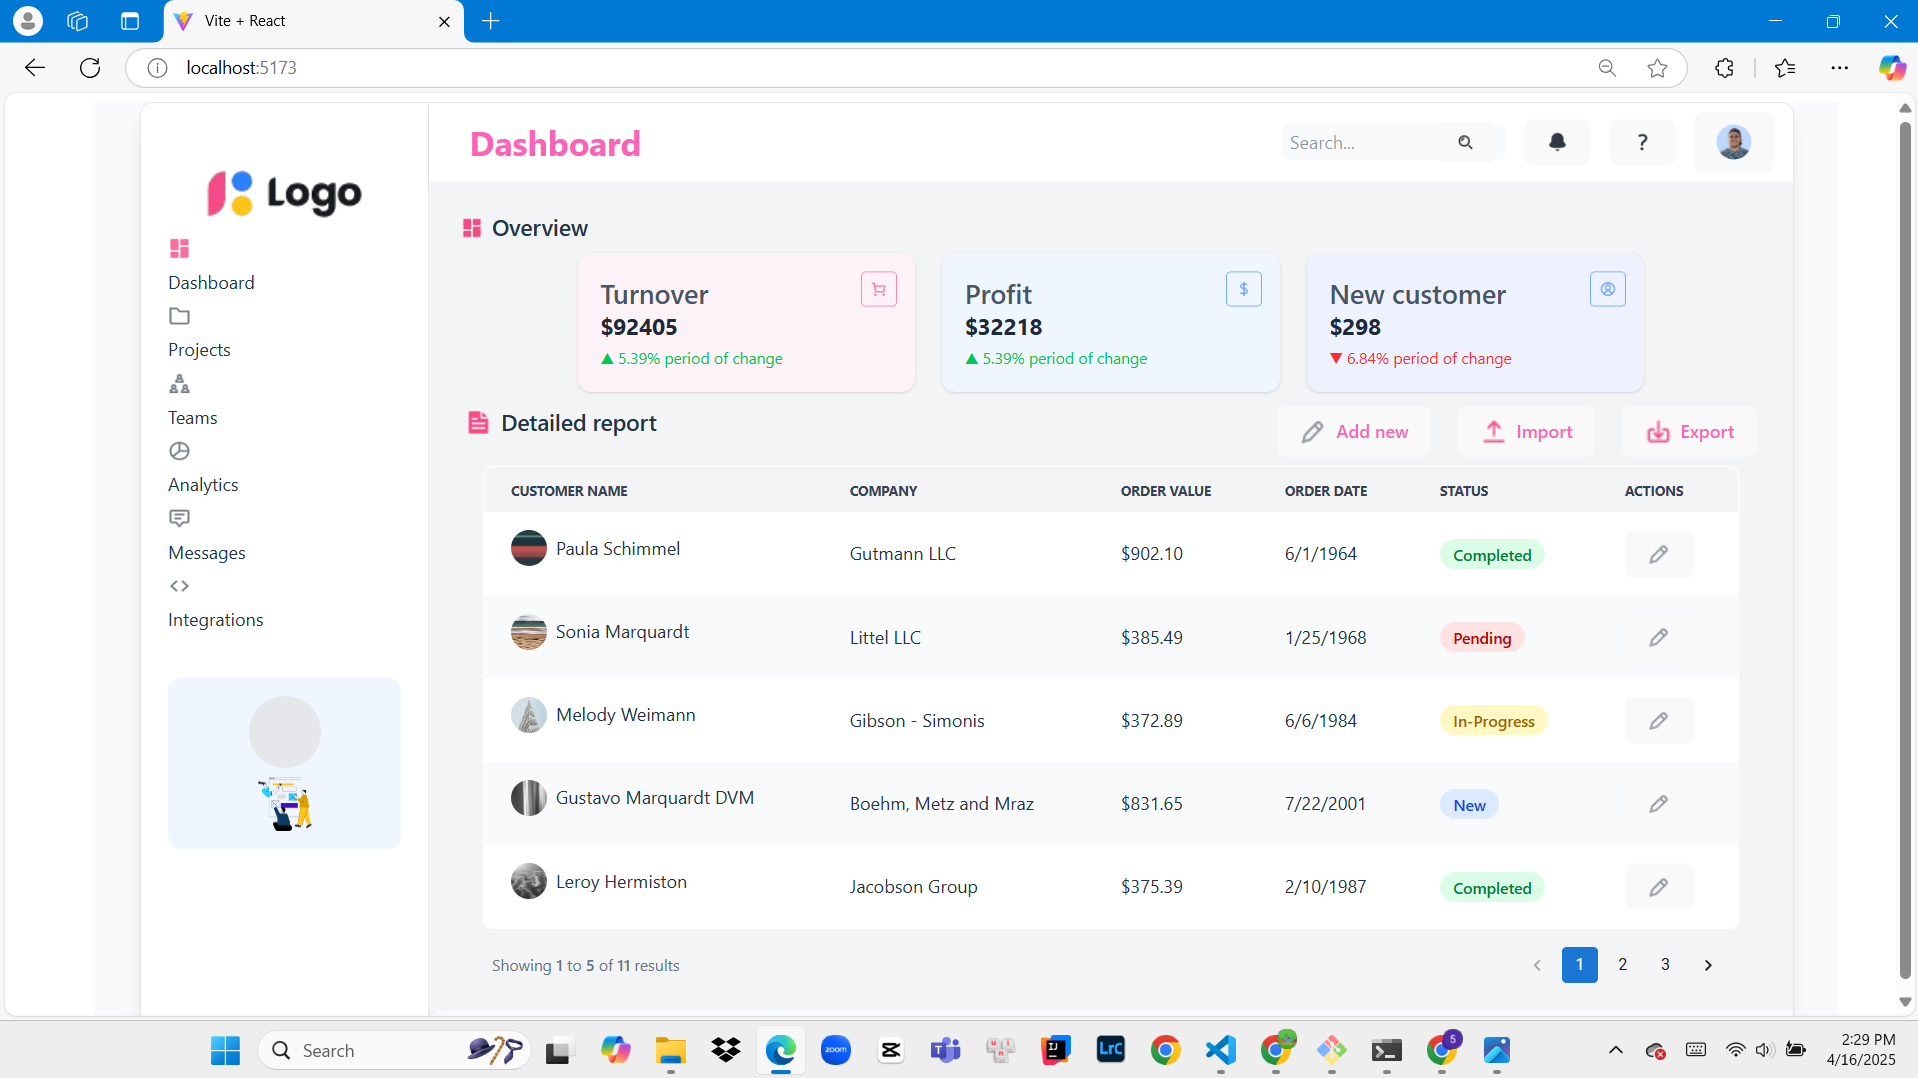 Vite + React
localhost:5173
Logo
Dashboard
Projects
Teams
Analytics
Messages
Integrations
Dashboard
Search...
?
Overview
Turnover
$92405
▲ 5.39% period of change
Profit
$
$32218
▲ 5.39% period of change
New customer
$298
▼ 6.84% period of change
Detailed report
Add new
Import
Export
CUSTOMER NAME COMPANY ORDER VALUE ORDER DATE STATUS ACTIONS
Paula Schimmel Gutmann LLC $902.10 6/1/1964 Completed
Sonia Marquardt Littel LLC $385.49 1/25/1968 Pending
Melody Weimann Gibson - Simonis $372.89 6/6/1984 In-Progress
Gustavo Marquardt DVM Boehm, Metz and Mraz $831.65 7/22/2001 New
Leroy Hermiston Jacobson Group $375.39 2/10/1987 Completed
Showing 1 to 5 of 11 results
1 2 3
Search
zoom
LrC
5
2:29 PM
4/16/2025